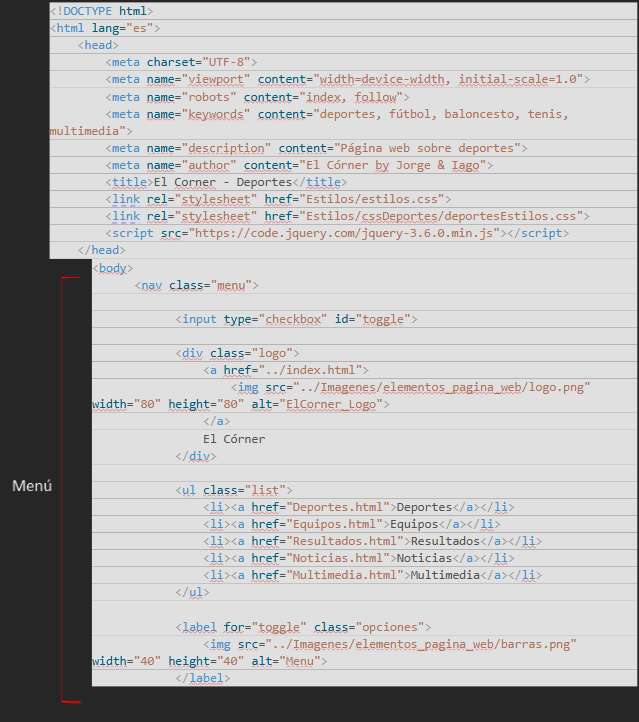 <!DOCTYPE html>
<html lang="es">
<head>
<meta charset="UTF-8">
<meta name="viewport" content="width=device-width, initial-scale=1.0">
<meta name="robots" content="index, follow">
<meta name="keywords" content="deportes, fútbol, baloncesto, tenis,
multimedia">
<meta name="description" content="Página web sobre deportes">
<meta name="author" content="El Córner by Jorge & Iago">
<title>El Corner - Deportes</title>
<link rel="stylesheet" href="Estilos/estilos.css">
<link rel="stylesheet" href="Estilos/cssDeportes/deportesEstilos.css">
<script src="https://code.jquery.com/jquery-3.6.0.min.js"></script>
</head>
<body>
<nav class="menu">
<input type="checkbox" id="toggle">
<div class="logo">
<a href="../index.html">
<img src="../Imagenes/elementos_pagina_web/logo.png"
width="80" height="80" alt="ElCorner_Logo">
</a>
El Córner
</div>
Menú
<ul class="list">
<li><a href="Deportes.html">Deportes</a></li>
<li><a href="Equipos.html">Equipos</a></li>
<li><a href="Resultados.html">Resultados</a></li>
<li><a href="Noticias.html">Noticias</a></li>
<li><a href="Multimedia.html">Multimedia</a></li>
</ul>
<label for="toggle" class="opciones">
<img src="../Imagenes/elementos_pagina_web/barras.png"
width="40" height="40" alt="Menu">
</label>